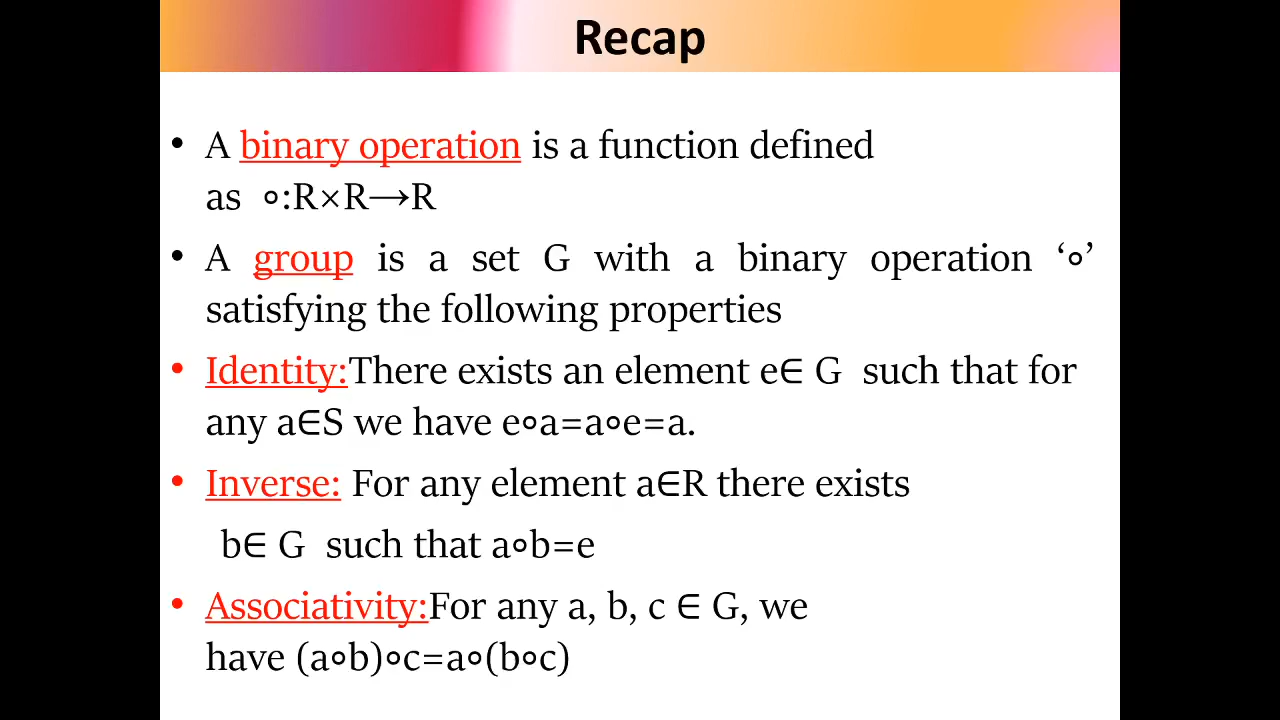 Recap
• A binary operation is a function defined
as ∘:R×R→R
• A group is a set G with a binary operation ‘∘’
satisfying the following properties
• Identity:There exists an element e∈ G such that for
any a∈S we have e∘a=a∘e=a.
• Inverse: For any element a∈R there exists
b∈ G such that a∘b=e
• Associativity:For any a, b, c ∈ G, we
have (a∘b)∘c=a∘(b∘c)